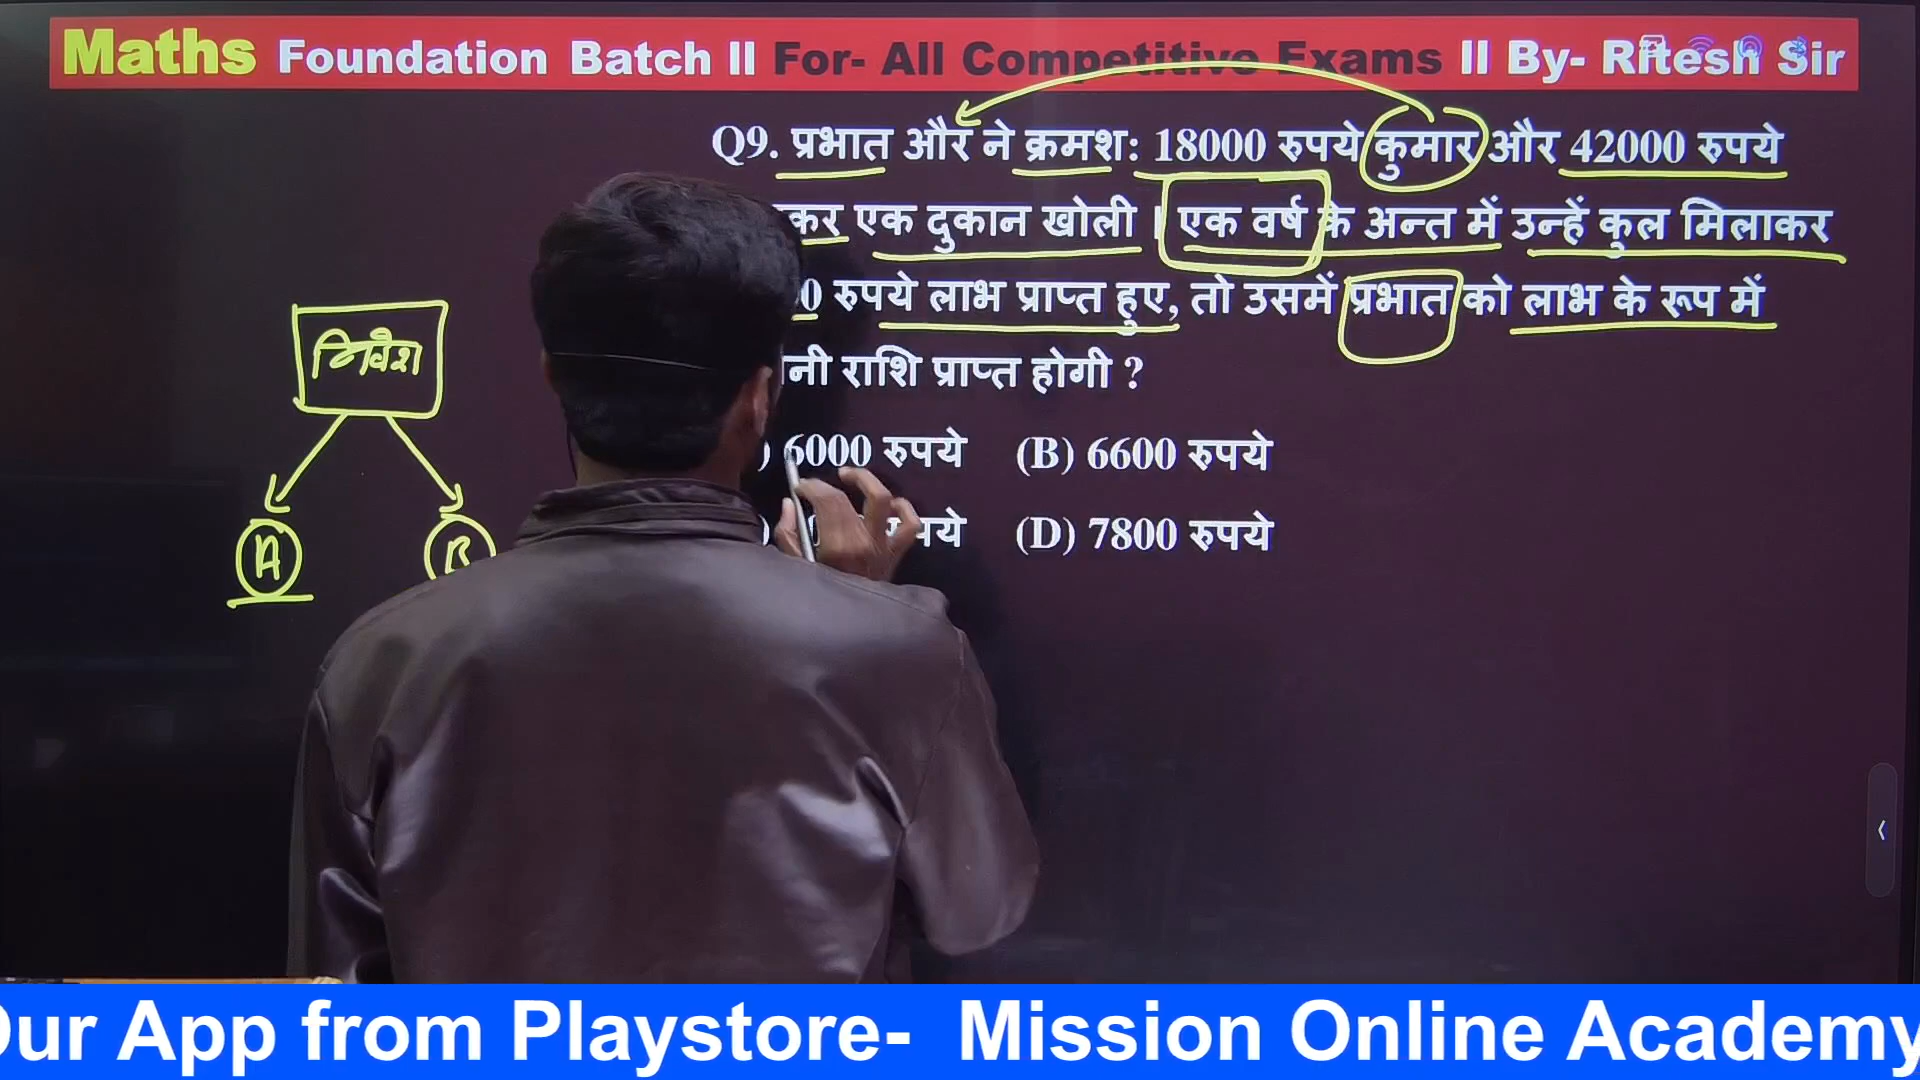 Maths Foundation Batch II For- All Competitive Exams II By- Ritesh Sir
Q9. प्रभात और ने क्रमश: 18000 रुपये कुमार और 42000 रुपये
कर एक दुकान खोली । एक वर्ष के अन्त में उन्हें कुल मिलाकर
0 रुपये लाभ प्राप्त हुए, तो उसमें प्रभात को लाभ के रूप में
नी राशि प्राप्त होगी ?
) 6000 रुपये (B) 6600 रुपये
पये (D) 7800 रुपये
निवेश
A B
Our App from Playstore- Mission Online Academy